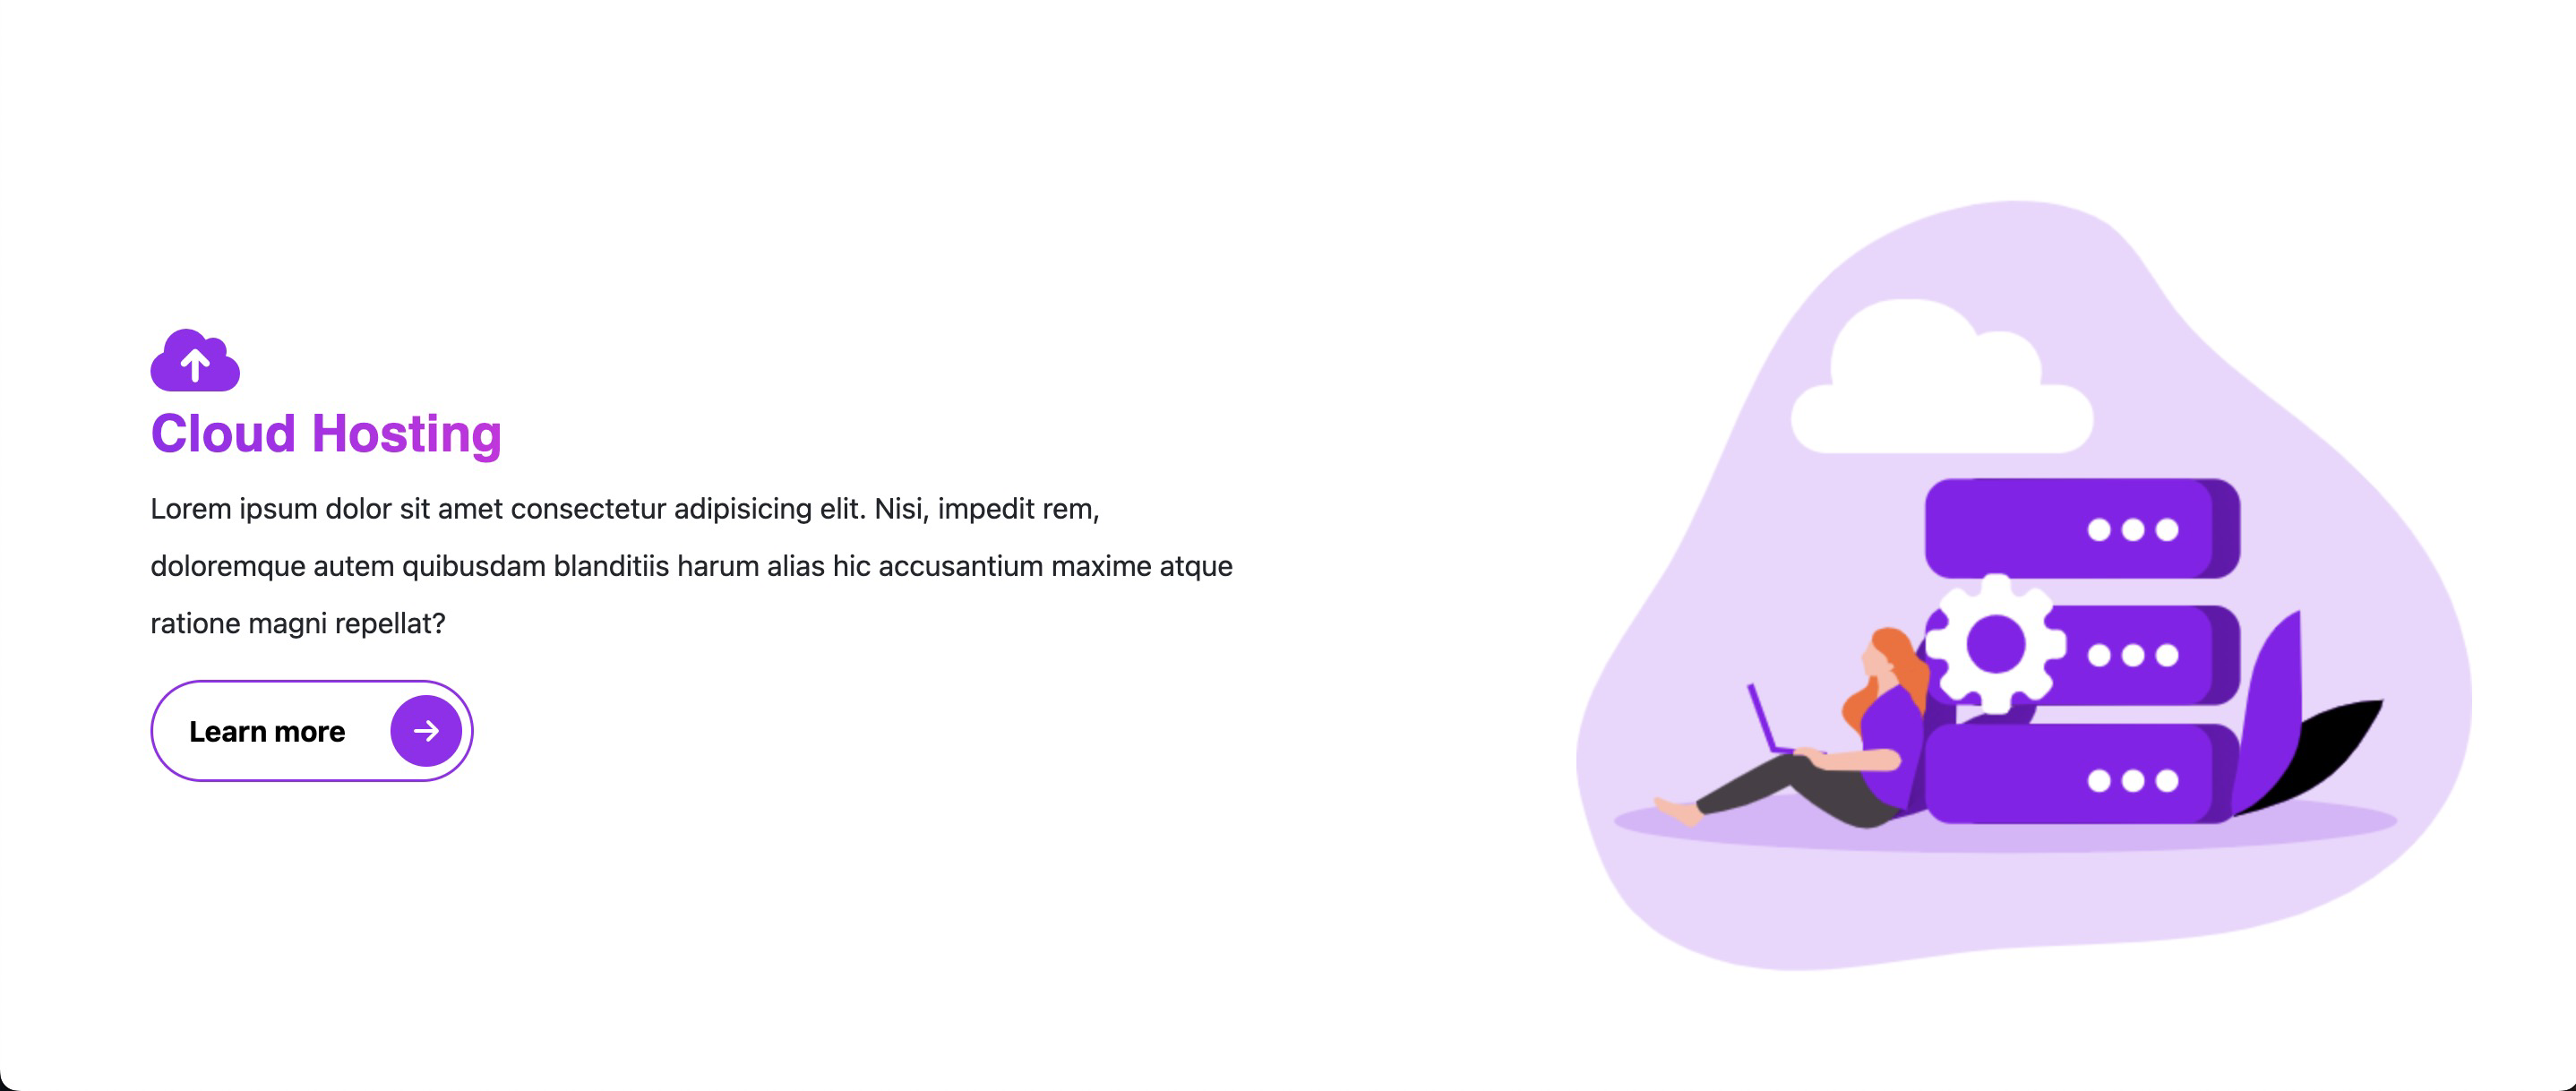 Cloud Hosting
Lorem ipsum dolor sit amet consectetur adipisicing elit. Nisi, impedit rem,
doloremque autem quibusdam blanditiis harum alias hic accusantium maxime atque
ratione magni repellat?
Learn more